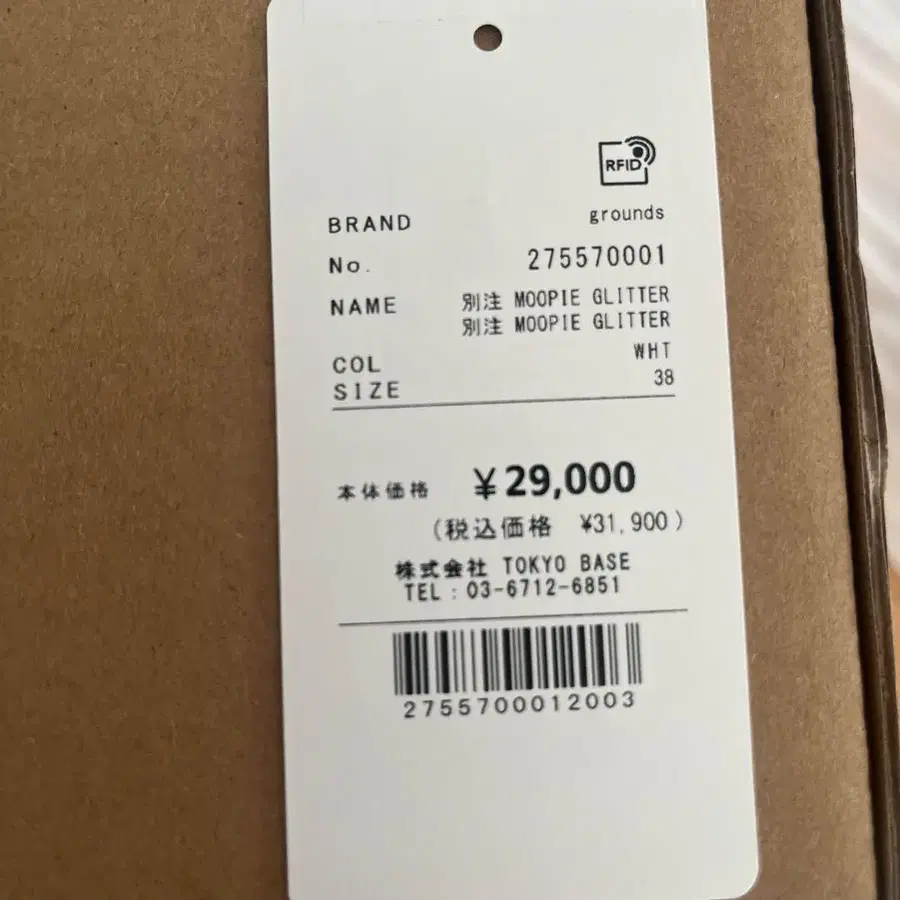 RFID
BRAND grounds
No. 275570001
NAME 別注 MOOPIE GLITTER
別注 MOOPIE GLITTER
COL WHT
SIZE 38
本体価格 ¥29,000
(税込価格 ¥31,900)
株式会社 TOKYO BASE
TEL:03-6712-6851
2755700012003